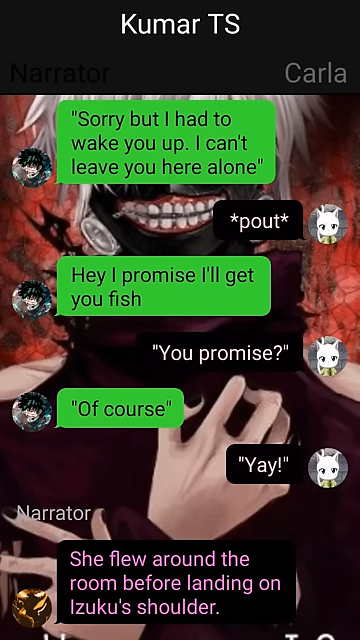 Kumar TS
Narrator
Carla
"Sorry but I had to
wake you up. I can't
leave you here alone"
*pout*
Hey I promise I'll get
you fish
"You promise?"
"Of course"
"Yay!"
Narrator
She flew around the
room before landing on
Izuku's shoulder.